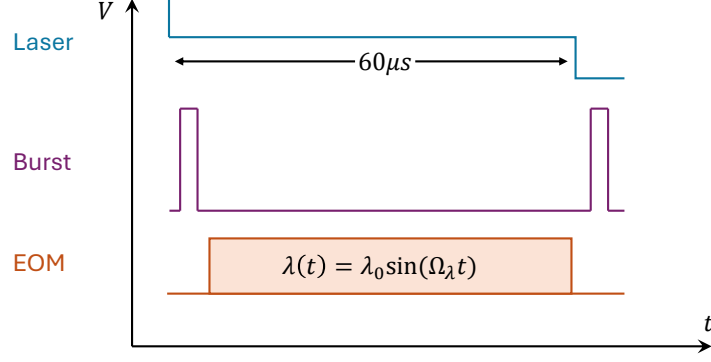 V
Laser
60μs
Burst
EOM
λ(t) = λ₀sin(Ω_λt)
t